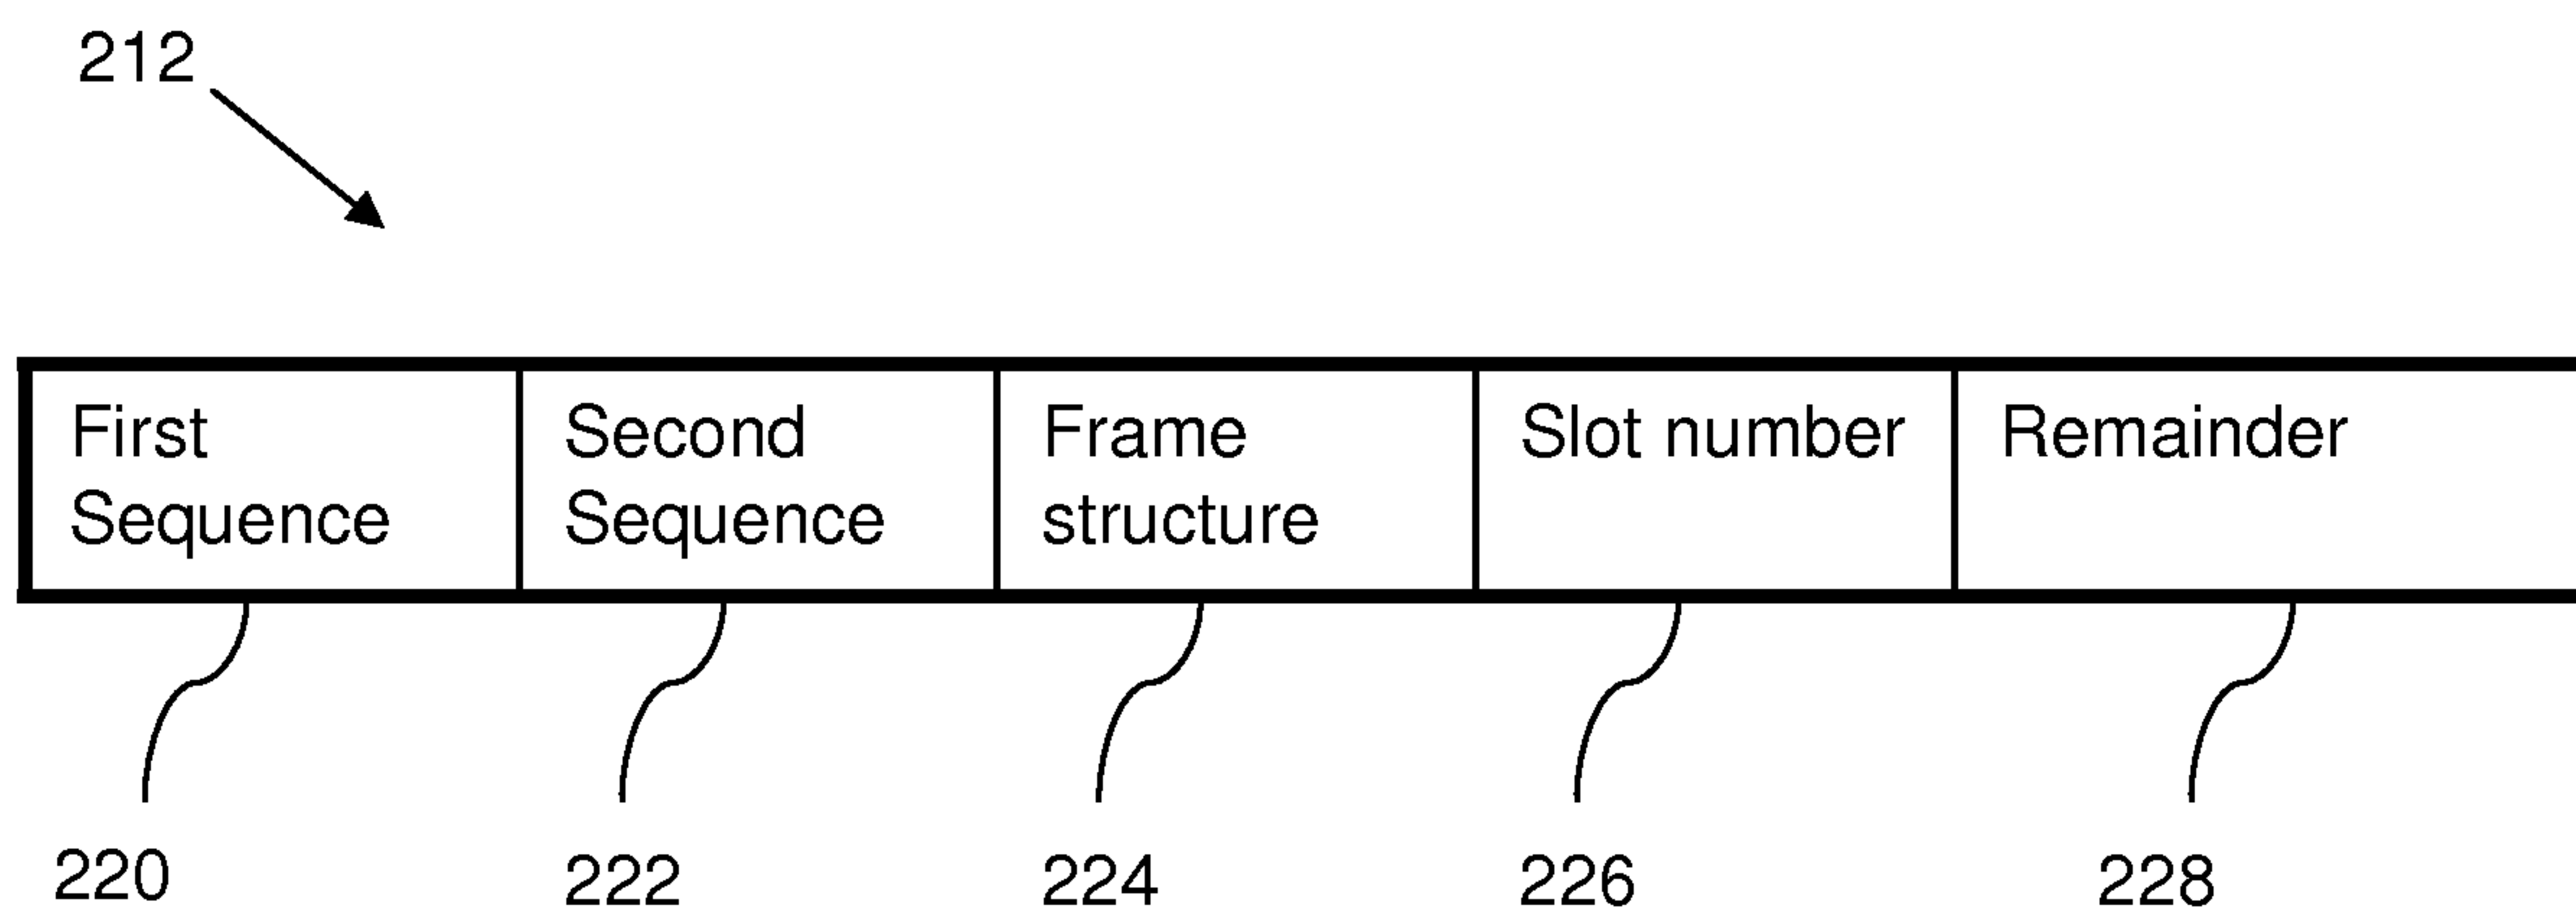 212
First
Sequence
Second
Sequence
Frame
structure
Slot number
Remainder
220
222
224
226
228